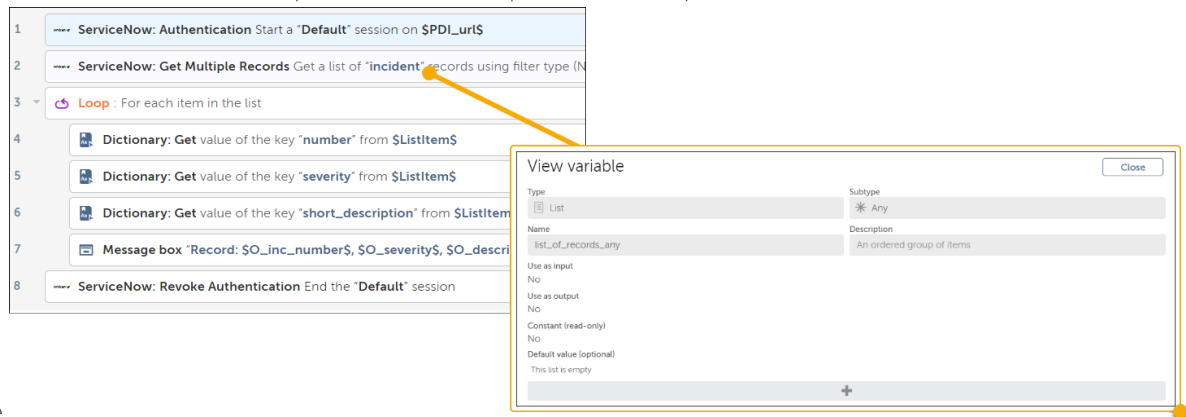 1 ServiceNow: Authentication Start a "Default" session on $PDI_url$
2 ServiceNow: Get Multiple Records Get a list of "incident" records using filter type (N
3 Loop : For each item in the list
4 Dictionary: Get value of the key "number" from $ListItem$
5 Dictionary: Get value of the key "severity" from $ListItem$
6 Dictionary: Get value of the key "short_description" from $ListItem
7 Message box "Record: $O_inc_number$, $O_severity$, $O_descri
8 ServiceNow: Revoke Authentication End the "Default" session
View variable Close
Type Subtype
List Any
Name Description
list_of_records_any An ordered group of items
Use as input
No
Use as output
No
Constant (read-only)
No
Default value (optional)
This list is empty